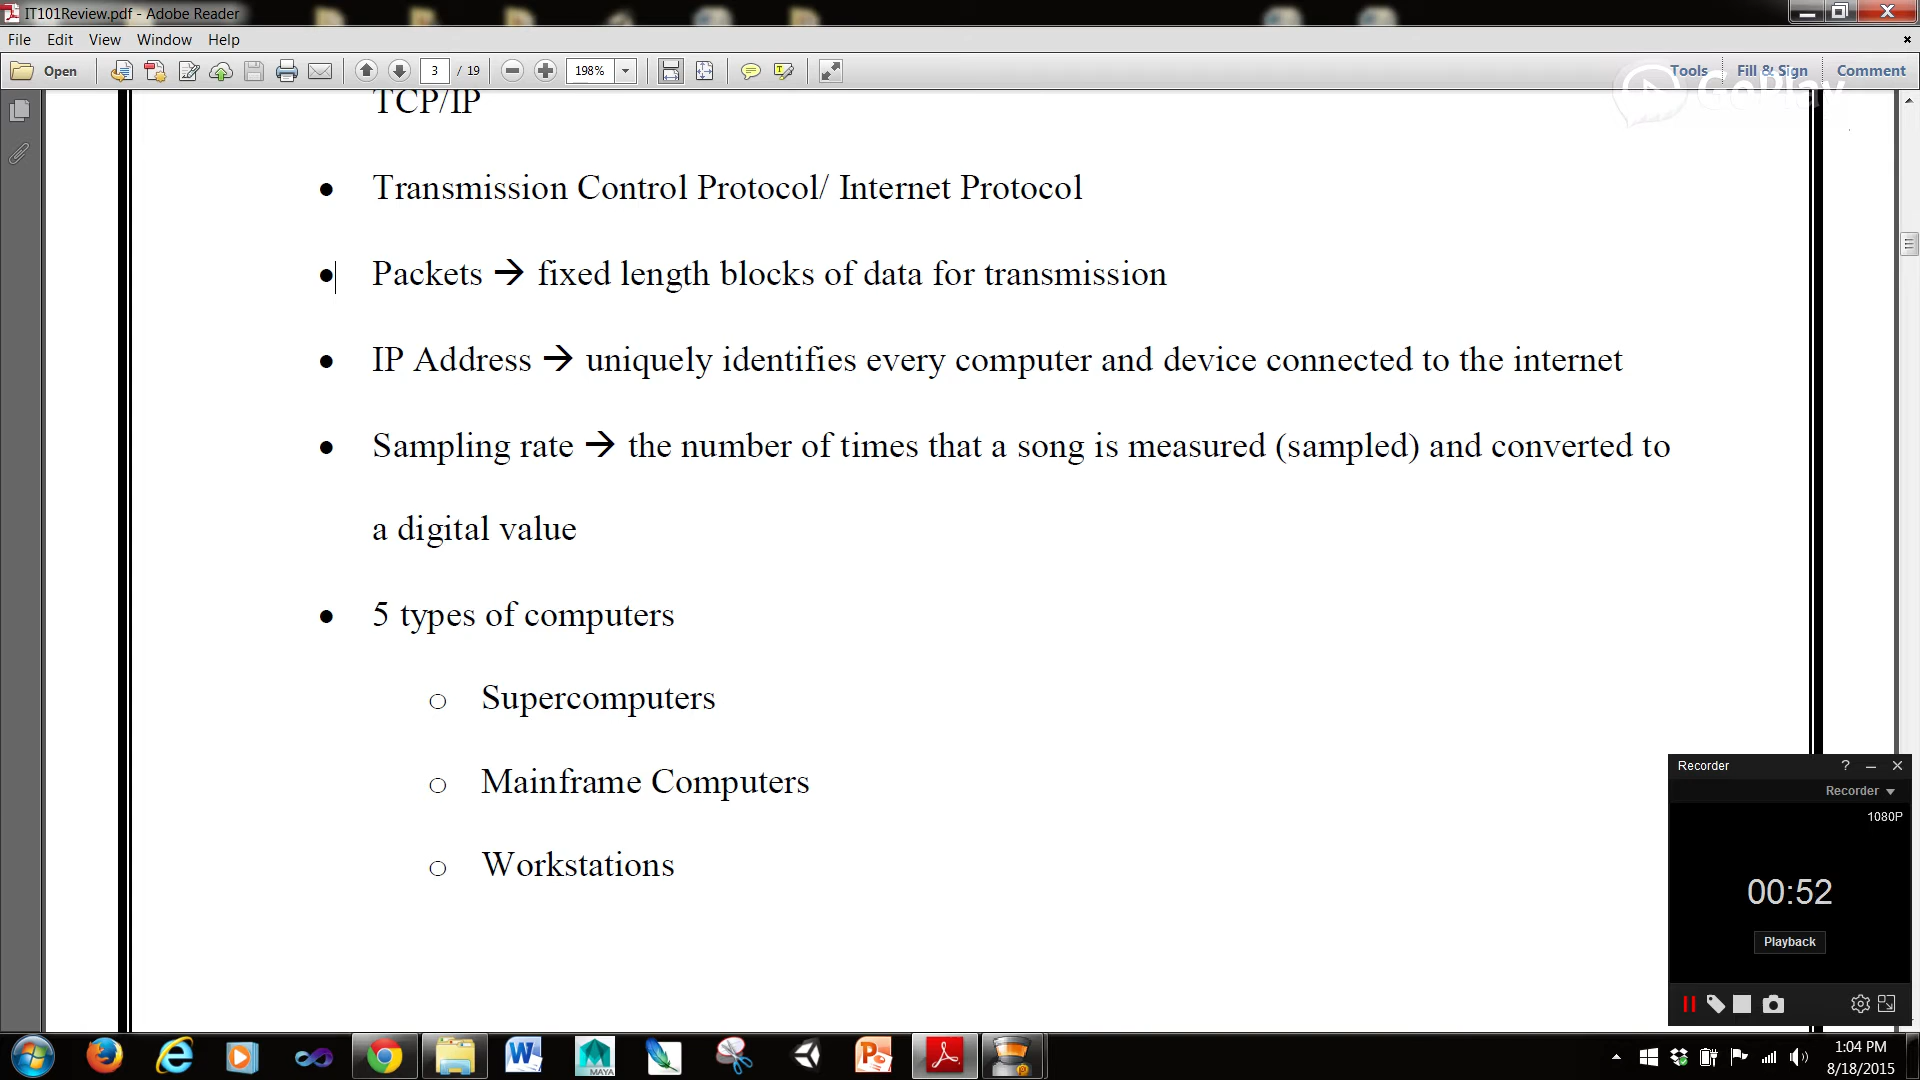 IT101Review.pdf - Adobe Reader
File Edit View Window Help
Open 3 / 19 198% Tools Fill & Sign Comment
GoPlay
TCP/IP
• Transmission Control Protocol/ Internet Protocol
• Packets → fixed length blocks of data for transmission
• IP Address → uniquely identifies every computer and device connected to the internet
• Sampling rate → the number of times that a song is measured (sampled) and converted to
a digital value
• 5 types of computers
o Supercomputers
o Mainframe Computers
o Workstations
Recorder
Recorder
1080P
00:52
Playback
MAYA
1:04 PM
8/18/2015